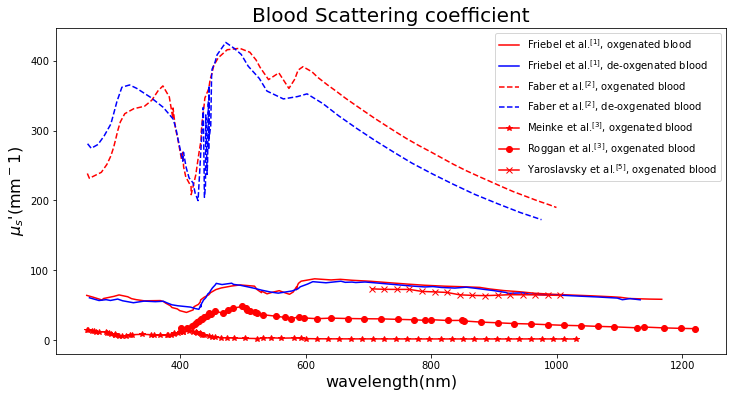 Blood Scattering coefficient
μs'(mm−1)
400
300
200
100
0
400
600
800
1000
1200
wavelength(nm)
Friebel et al.[1], oxgenated blood
Friebel et al.[1], de-oxgenated blood
Faber et al.[2], oxgenated blood
Faber et al.[2], de-oxgenated blood
Meinke et al.[3], oxgenated blood
Roggan et al.[3], oxgenated blood
Yaroslavsky et al.[5], oxgenated blood